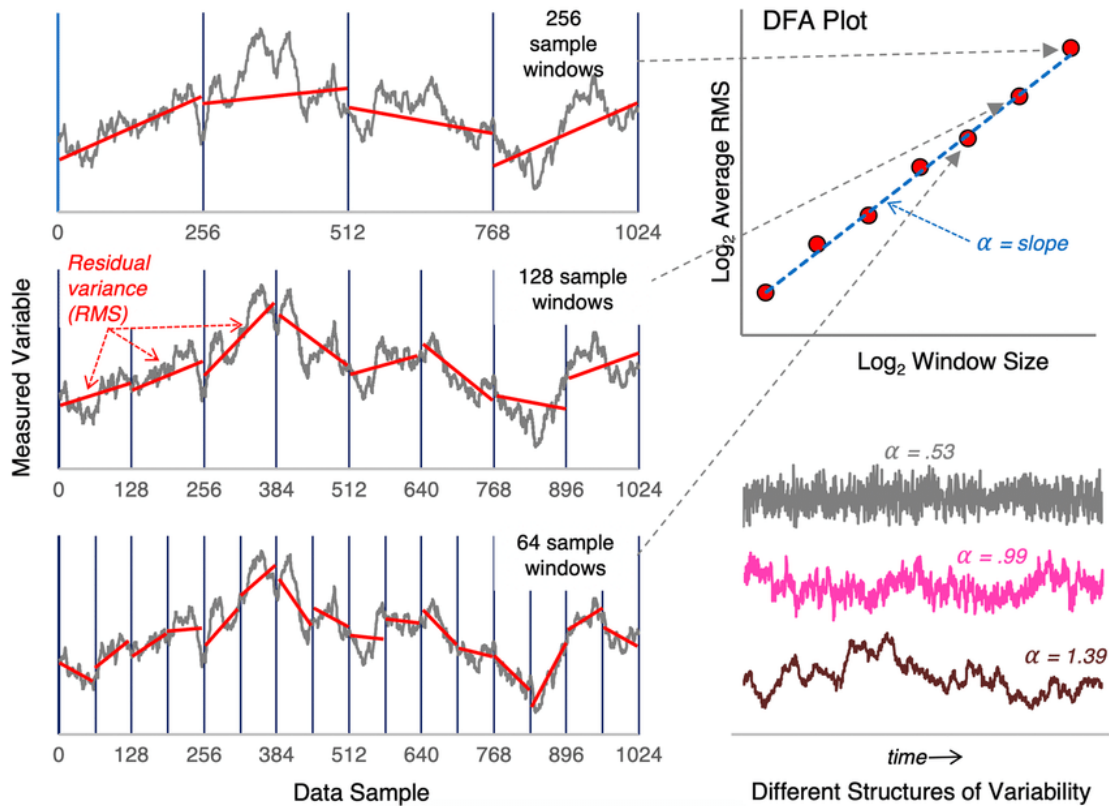 256
sample
windows
0
256
512
768
1024
Measured Variable
Residual
variance
(RMS)
128 sample
windows
0
128
256
384
512
640
768
896
1024
64 sample
windows
0
128
256
384
512
640
768
896
1024
Data Sample
DFA Plot
Log₂ Average RMS
α = slope
Log₂ Window Size
α = .53
α = .99
α = 1.39
time→
Different Structures of Variability